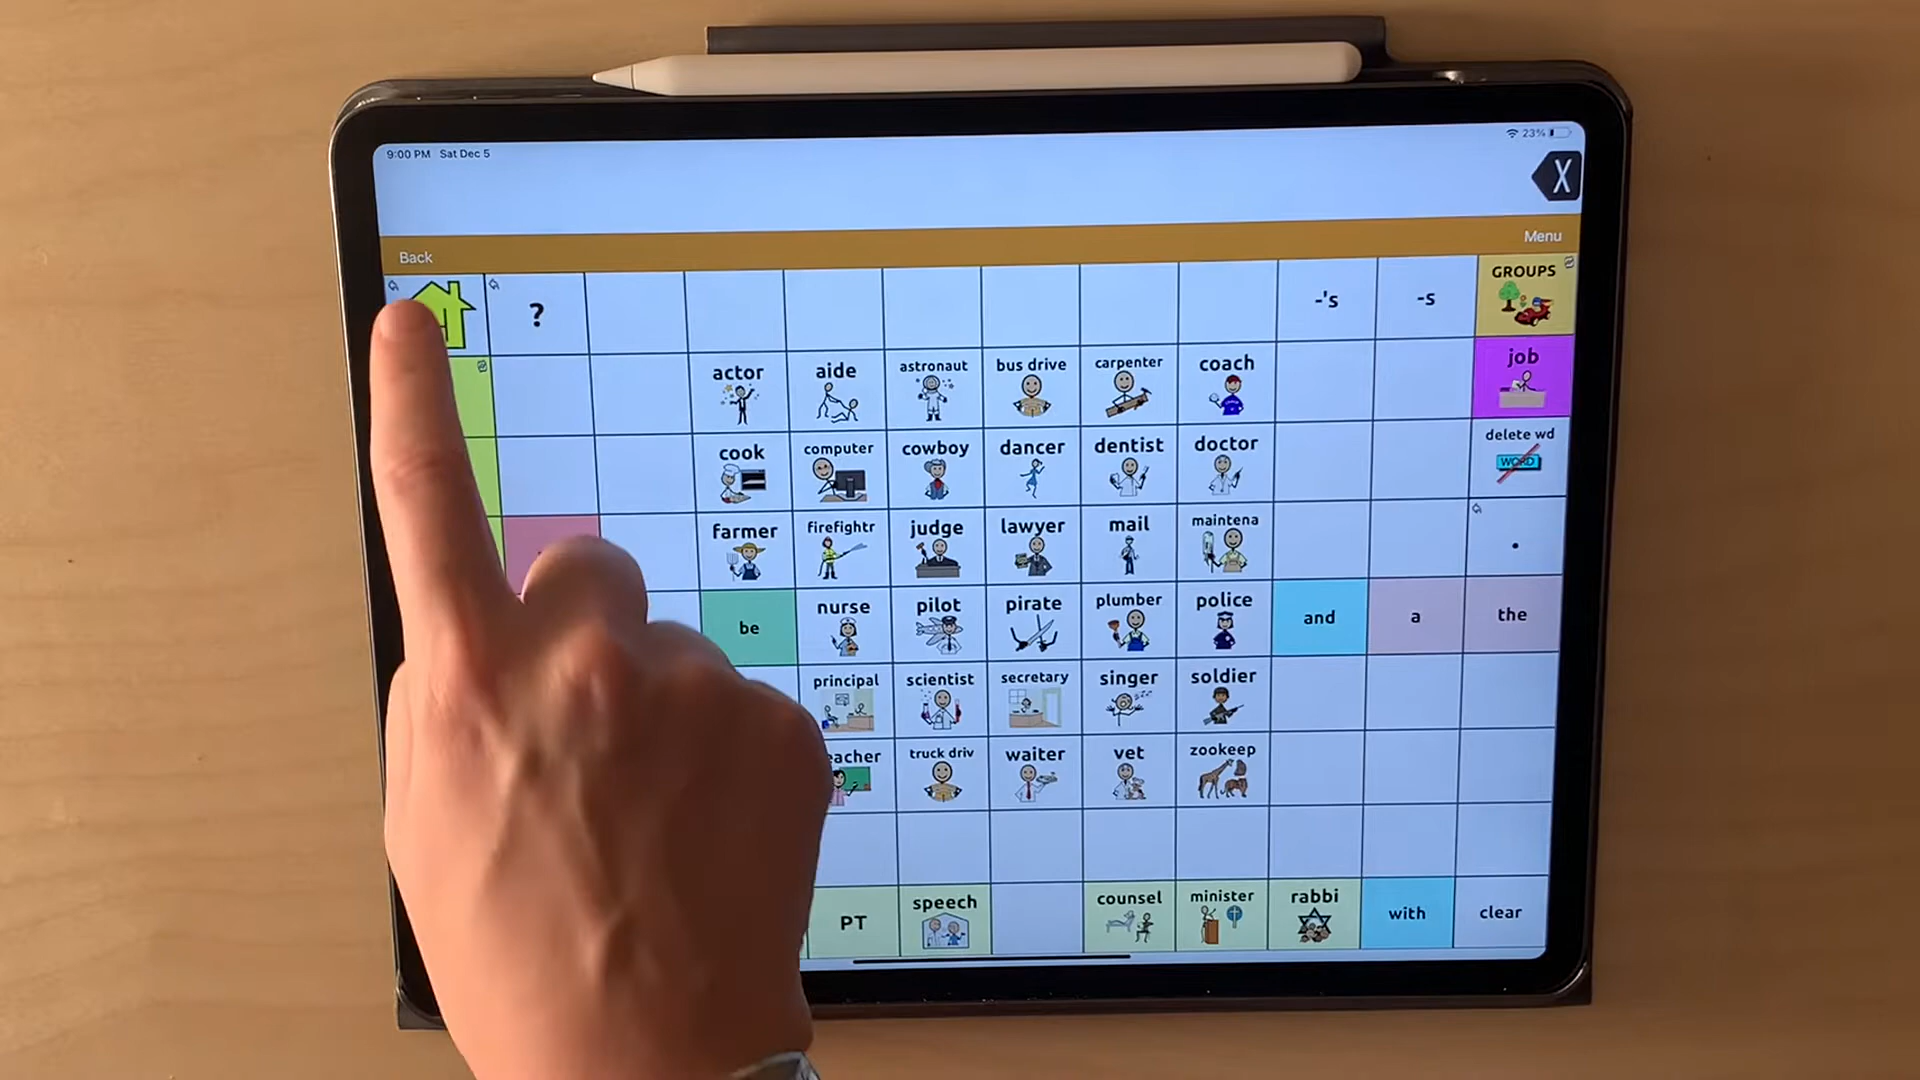 9:00 PM Sat Dec 5
23%
X
Back
Menu
?
-'s
-s
GROUPS
actor
aide
astronaut
bus drive
carpenter
coach
job
cook
computer
cowboy
dancer
dentist
doctor
delete wd
WORD
farmer
firefightr
judge
lawyer
mail
maintena
.
be
nurse
pilot
pirate
plumber
police
and
a
the
principal
scientist
secretary
singer
soldier
eacher
truck driv
waiter
vet
zookeep
PT
speech
counsel
minister
rabbi
with
clear